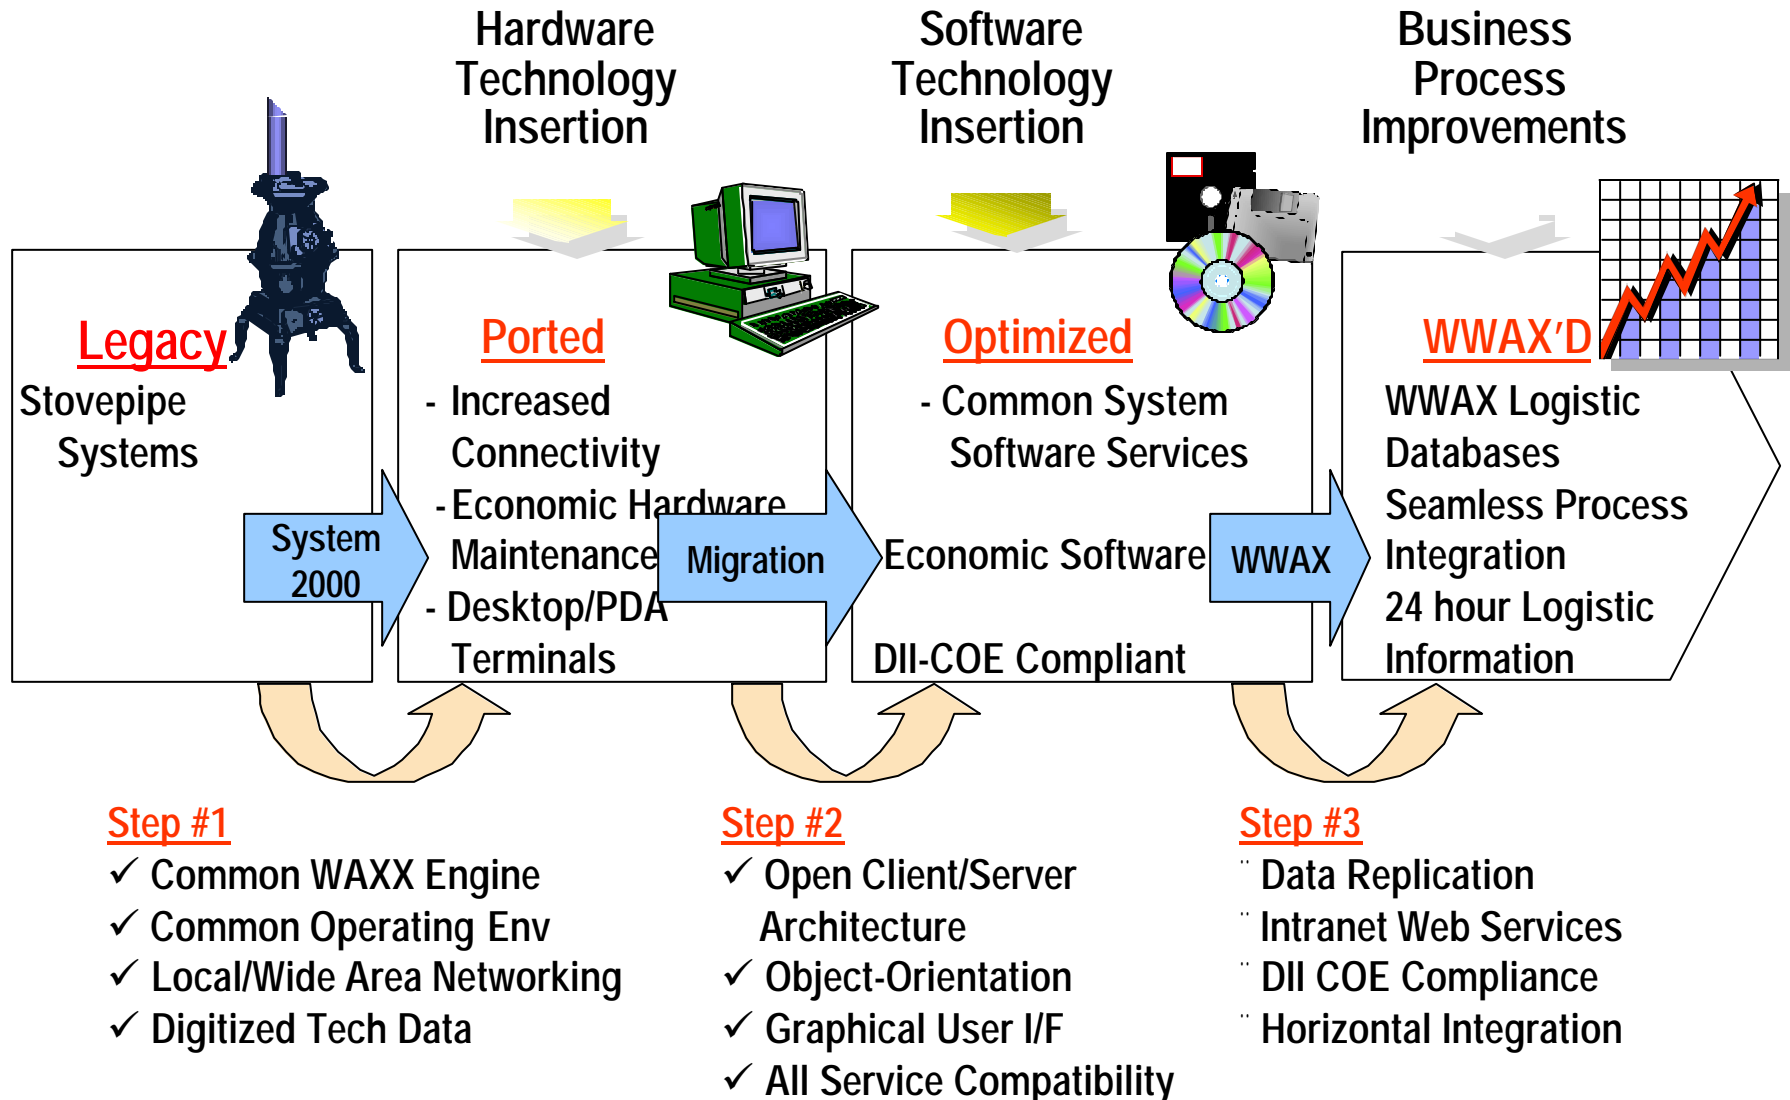 Hardware
Technology
Insertion
Software
Technology
Insertion
Business
Process
Improvements
Legacy
Stovepipe
Systems
System
2000
Ported
- Increased
Connectivity
- Economic Hardware
Maintenance
- Desktop/PDA
Terminals
Migration
Optimized
- Common System
Software Services
Economic Software
DII-COE Compliant
WWAX
WWAX'D
WWAX Logistic
Databases
Seamless Process
Integration
24 hour Logistic
Information
Step #1
✓ Common WAXX Engine
✓ Common Operating Env
✓ Local/Wide Area Networking
✓ Digitized Tech Data
Step #2
✓ Open Client/Server
Architecture
✓ Object-Orientation
✓ Graphical User I/F
✓ All Service Compatibility
Step #3
¨ Data Replication
¨ Intranet Web Services
¨ DII COE Compliance
¨ Horizontal Integration